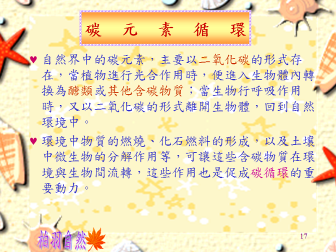 碳元素循環
自然界中的碳元素，主要以二氧化碳的形式存
在，當植物進行光合作用時，便進入生物體內轉
換為醣類或其他含碳物質；當生物行呼吸作用
時，又以二氧化碳的形式離開生物體，回到自然
環境中。
環境中物質的燃燒、化石燃料的形成，以及土壤
中微生物的分解作用等，可讓這些含碳物質在環
境與生物間流轉，這些作用也是促成碳循環的重
要動力。
拍羽自然
17